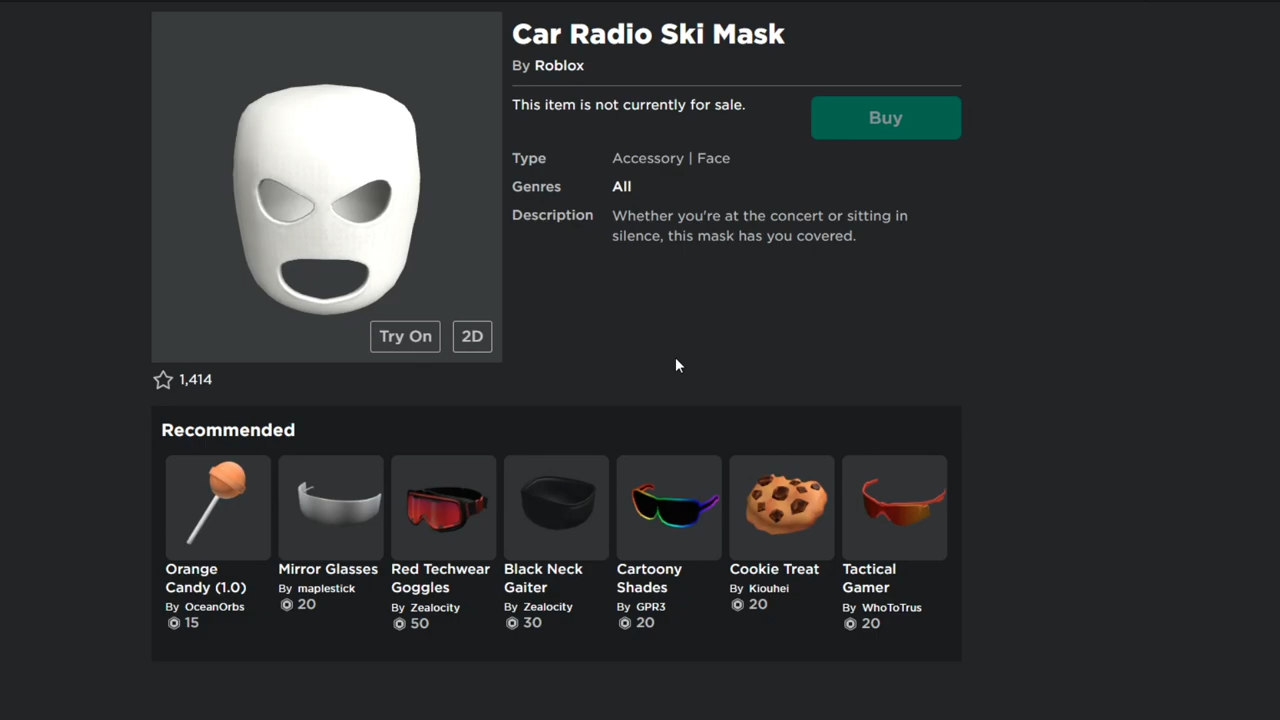 Car Radio Ski Mask
By Roblox
This item is not currently for sale.
Buy
Type Accessory | Face
Genres All
Description Whether you're at the concert or sitting in
silence, this mask has you covered.
Try On 2D
1,414
Recommended
Orange
Candy (1.0)
By OceanOrbs
15
Mirror Glasses
By maplestick
20
Red Techwear
Goggles
By Zealocity
50
Black Neck
Gaiter
By Zealocity
30
Cartoony
Shades
By GPR3
20
Cookie Treat
By Kiouhei
20
Tactical
Gamer
By WhoToTrus
20